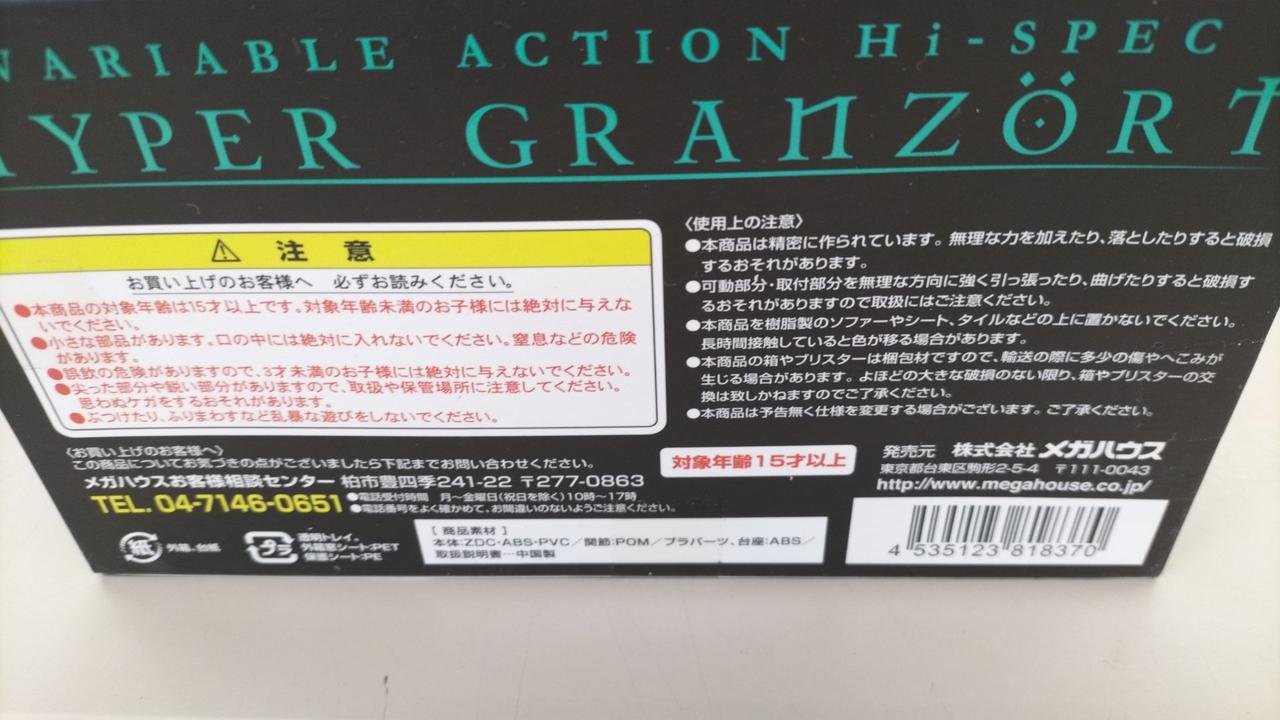 VARIABLE ACTION Hi-SPEC
HYPER GRANZÖRT
注意
お買い上げのお客様へ 必ずお読みください。
●本商品の対象年齢は15才以上です。対象年齢未満のお子様には絶対に与えな
いでください。
●小さな部品があります。口の中には絶対に入れないでください。窒息などの危険
があります。
●誤飲の危険がありますので、3才未満のお子様には絶対に与えないでください。
●尖った部分や鋭い部分がありますので、取扱や保管場所に注意してください。
思わぬケガをするおそれがあります。
●ぶつけたり、ふりまわすなど乱暴な遊びをしないでください。
〈使用上の注意〉
●本商品は精密に作られています。無理な力を加えたり、落としたりすると破損
するおそれがあります。
●可動部分・取付部分を無理な方向に強く引っ張ったり、曲げたりすると破損す
るおそれがありますので取扱にはご注意ください。
●本商品を樹脂製のソファーやシート、タイルなどの上に置かないでください。
長時間接触していると色が移る場合があります。
●本商品の箱やブリスターは梱包材ですので、輸送の際に多少の傷やへこみが
生じる場合があります。よほどの大きな破損のない限り、箱やブリスターの交
換は致しかねますのでご了承ください。
●本商品は予告無く仕様を変更する場合がございます。ご了承ください。
〈お買い上げのお客様へ〉
この商品についてお気づきの点がございましたら下記までお問い合わせください。
メガハウスお客様相談センター 柏市豊四季241-22 〒277-0863
TEL. 04-7146-0651
●電話受付時間 月〜金曜日(祝日を除く)10時〜17時
●電話番号をよく確かめて、お間違いのないようご注意ください。
対象年齢15才以上
発売元 株式会社 メガハウス
東京都台東区駒形2-5-4 〒111-0043
http://www.megahouse.co.jp/
紙 外箱、台紙
プラ 透明トレイ、
外箱窓シート:PET
保護シート:PE
[ 商品素材 ]
本体:ZDC・ABS・PVC／関節:POM／プラパーツ、台座:ABS／
取扱説明書…中国製
4 535123 818370